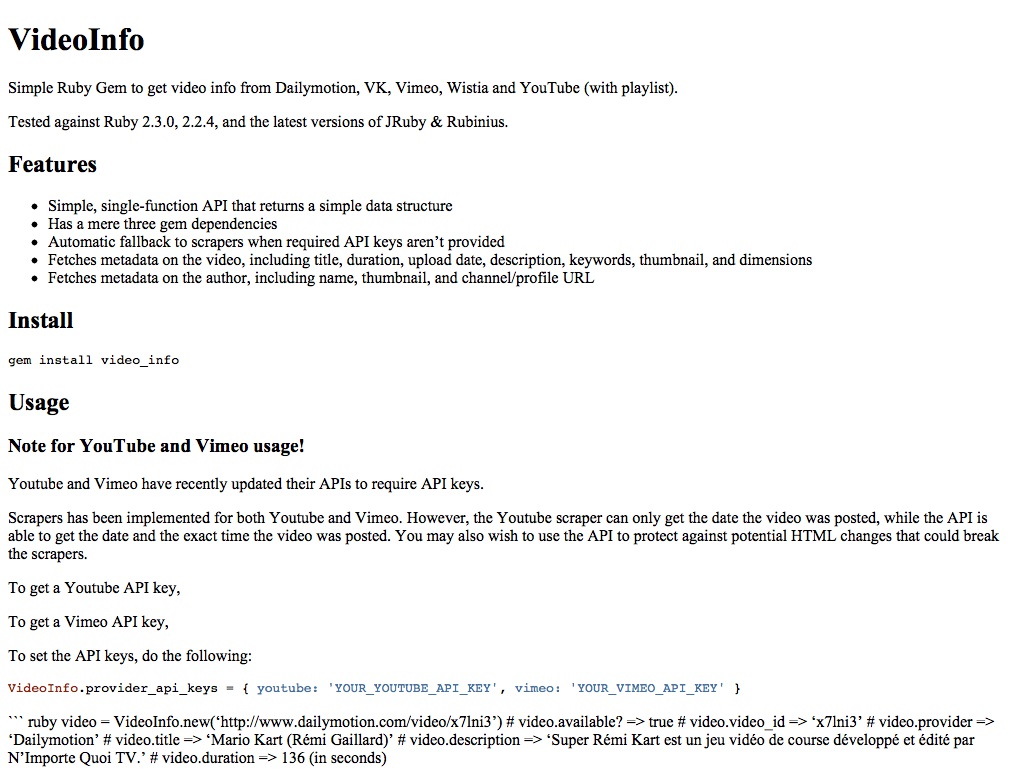 VideoInfo
Simple Ruby Gem to get video info from Dailymotion, VK, Vimeo, Wistia and YouTube (with playlist).
Tested against Ruby 2.3.0, 2.2.4, and the latest versions of JRuby & Rubinius.
Features
• Simple, single-function API that returns a simple data structure
• Has a mere three gem dependencies
• Automatic fallback to scrapers when required API keys aren’t provided
• Fetches metadata on the video, including title, duration, upload date, description, keywords, thumbnail, and dimensions
• Fetches metadata on the author, including name, thumbnail, and channel/profile URL
Install
gem install video_info
Usage
Note for YouTube and Vimeo usage!
Youtube and Vimeo have recently updated their APIs to require API keys.
Scrapers has been implemented for both Youtube and Vimeo. However, the Youtube scraper can only get the date the video was posted, while the API is
able to get the date and the exact time the video was posted. You may also wish to use the API to protect against potential HTML changes that could break
the scrapers.
To get a Youtube API key,
To get a Vimeo API key,
To set the API keys, do the following:
VideoInfo.provider_api_keys = { youtube: 'YOUR_YOUTUBE_API_KEY', vimeo: 'YOUR_VIMEO_API_KEY' }
``` ruby video = VideoInfo.new(‘http://www.dailymotion.com/video/x7lni3’) # video.available? => true # video.video_id => ‘x7lni3’ # video.provider =>
‘Dailymotion’ # video.title => ‘Mario Kart (Rémi Gaillard)’ # video.description => ‘Super Rémi Kart est un jeu vidéo de course développé et édité par
N’Importe Quoi TV.’ # video.duration => 136 (in seconds)